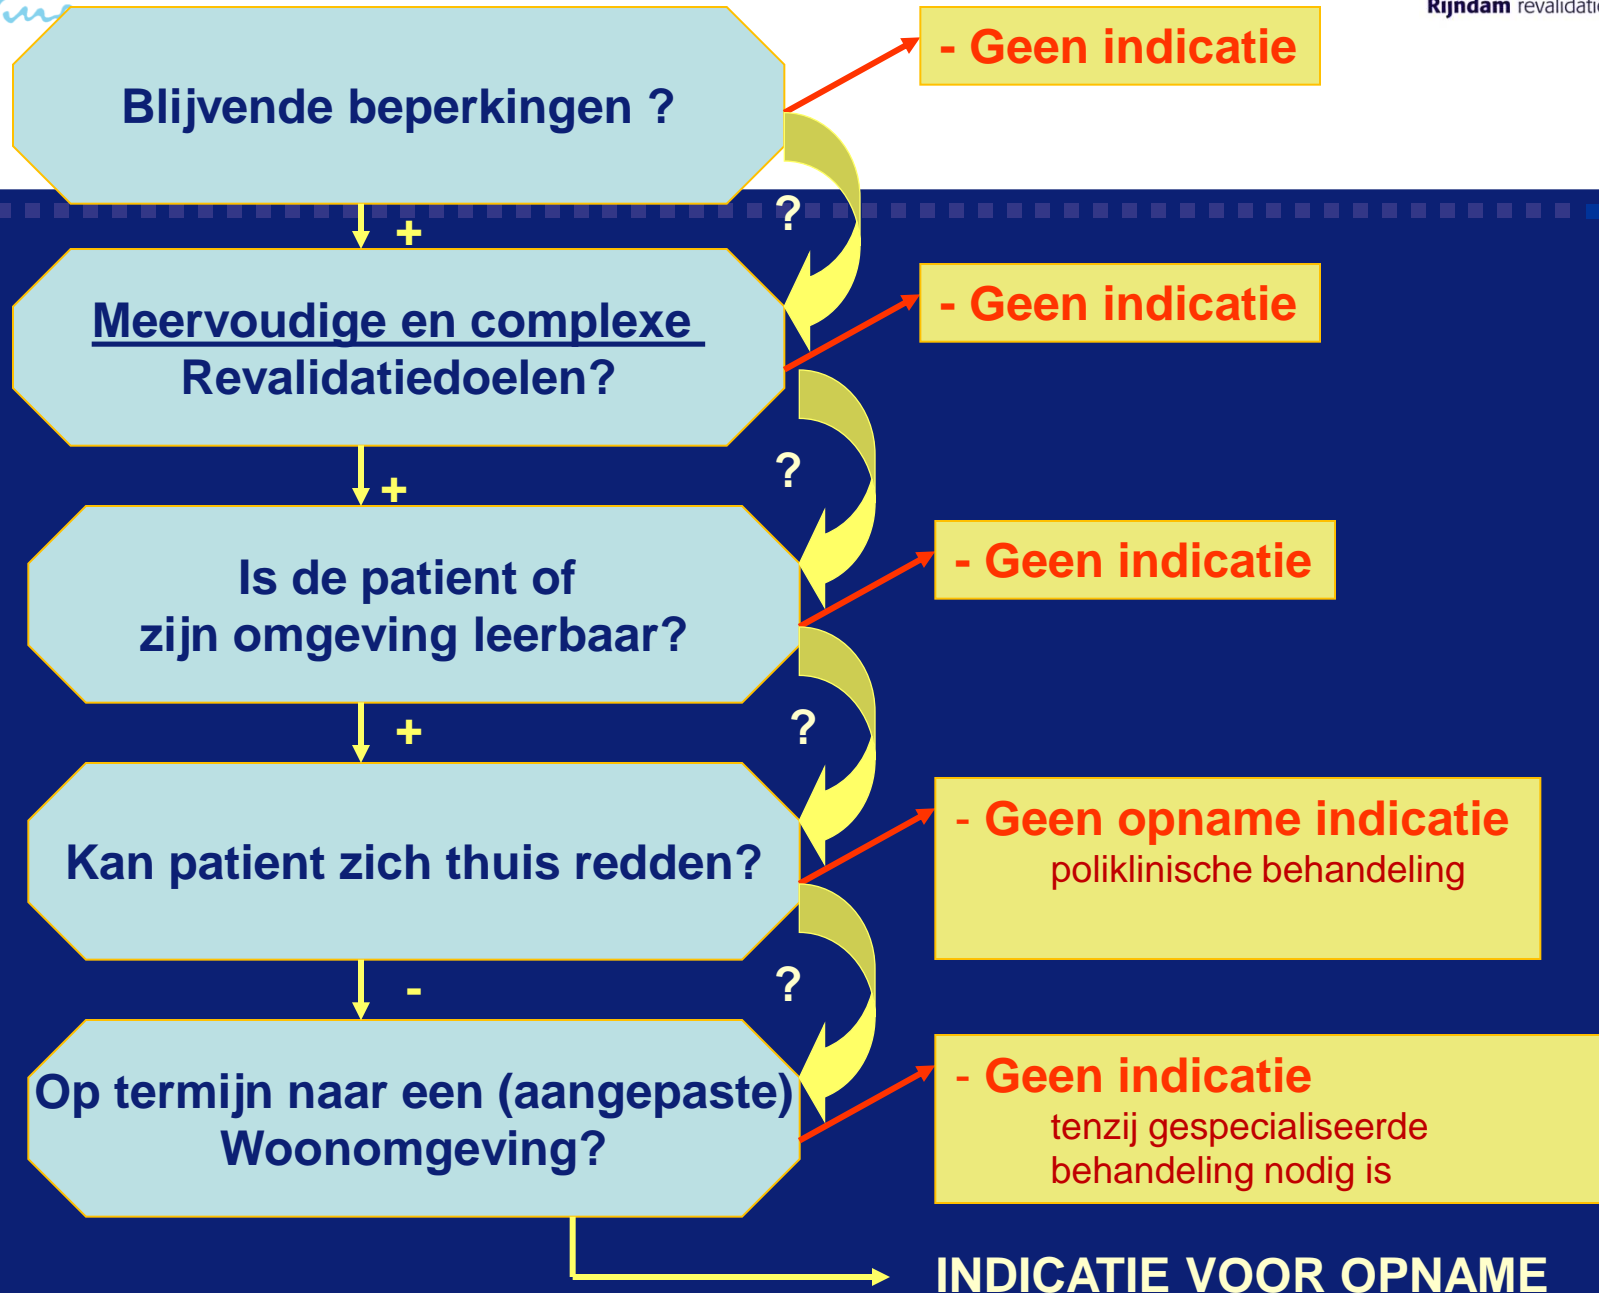 Rijndam revalidatie
Blijvende beperkingen ?
- Geen indicatie
+
?
Meervoudige en complexe
Revalidatiedoelen?
- Geen indicatie
+
?
Is de patient of
zijn omgeving leerbaar?
- Geen indicatie
+
?
Kan patient zich thuis redden?
- Geen opname indicatie
poliklinische behandeling
-
?
Op termijn naar een (aangepaste)
Woonomgeving?
- Geen indicatie
tenzij gespecialiseerde
behandeling nodig is
INDICATIE VOOR OPNAME